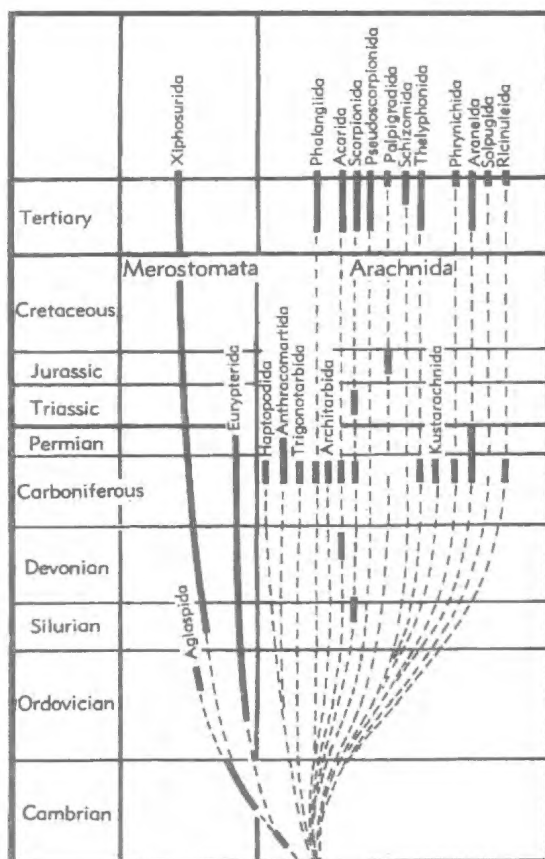 Xiphosurida
Phalangiida
Acarida
Scorpionida
Pseudoscorpionida
Palpigradida
Schizomida
Thelyphonida
Phrynichida
Araneida
Solpugida
Ricinuleida
Tertiary
Merostomata
Arachnida
Cretaceous
Jurassic
Triassic
Permian
Carboniferous
Devonian
Silurian
Ordovician
Cambrian
Eurypterida
Haptopodida
Anthracomartida
Trigonotarbida
Architarbida
Kustarachnida
Aglaspida